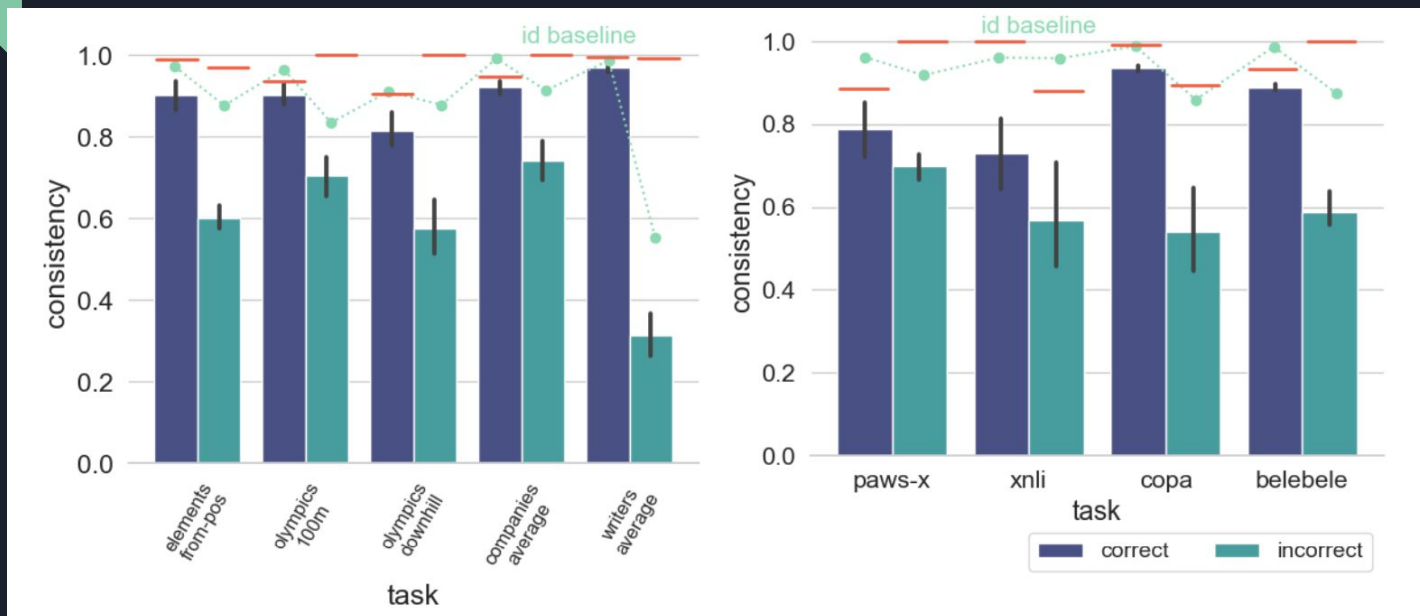 id baseline
1.0
0.8
0.6
0.4
0.2
0.0
consistency
elements
from-pos
olympics
100m
olympics
downhill
companies
average
writers
average
task
id baseline
1.0
0.8
0.6
0.4
0.2
0.0
consistency
paws-x
xnli
copa
belebele
task
correct
incorrect